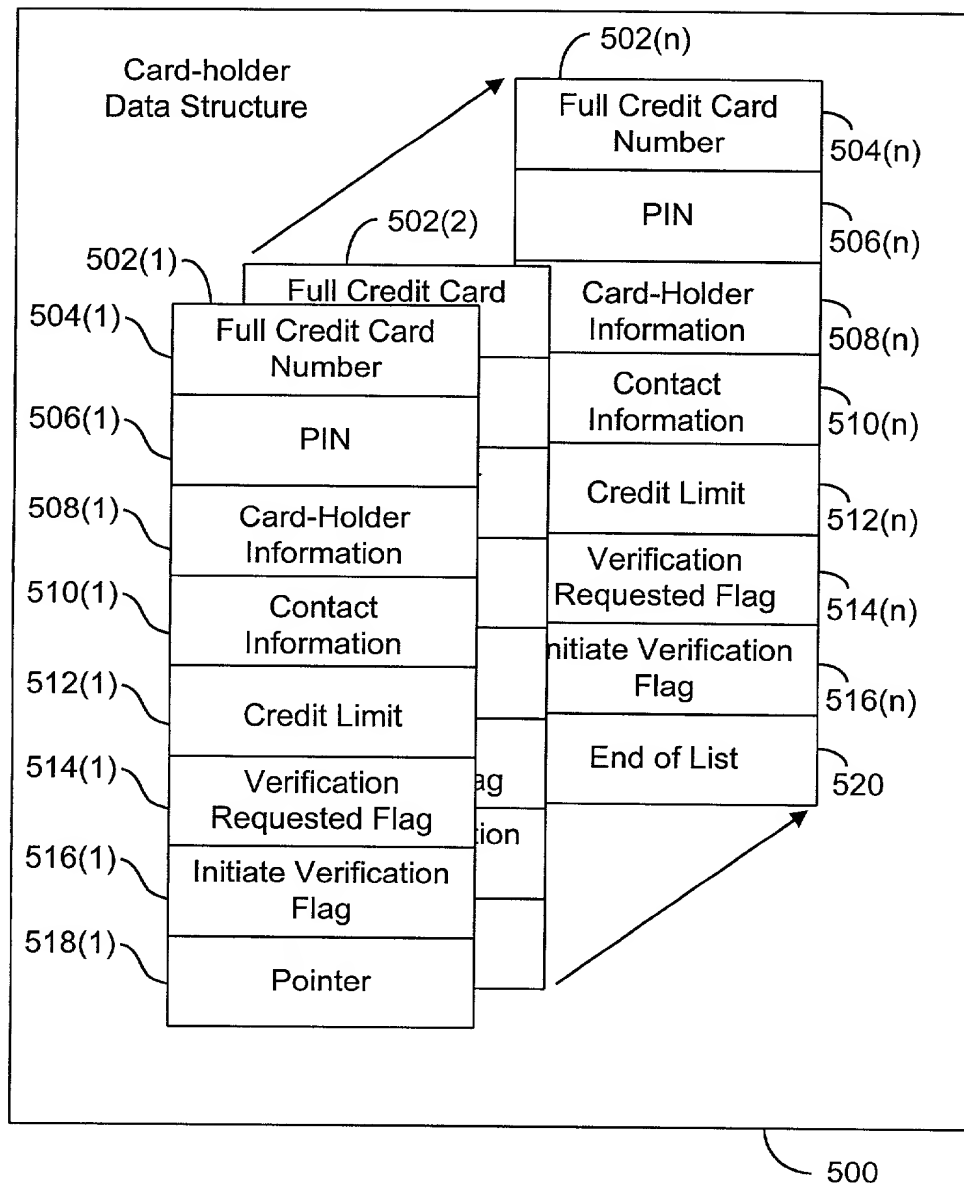 Card-holder
Data Structure
502(n)
Full Credit Card
Number
504(n)
PIN
506(n)
Card-Holder
Information
508(n)
Contact
Information
510(n)
Credit Limit
512(n)
Verification
Requested Flag
514(n)
nitiate Verification
Flag
516(n)
End of List
520
502(2)
Full Credit Card
ag
tion
502(1)
504(1)
Full Credit Card
Number
506(1)
PIN
508(1)
Card-Holder
Information
510(1)
Contact
Information
512(1)
Credit Limit
514(1)
Verification
Requested Flag
516(1)
Initiate Verification
Flag
518(1)
Pointer
500